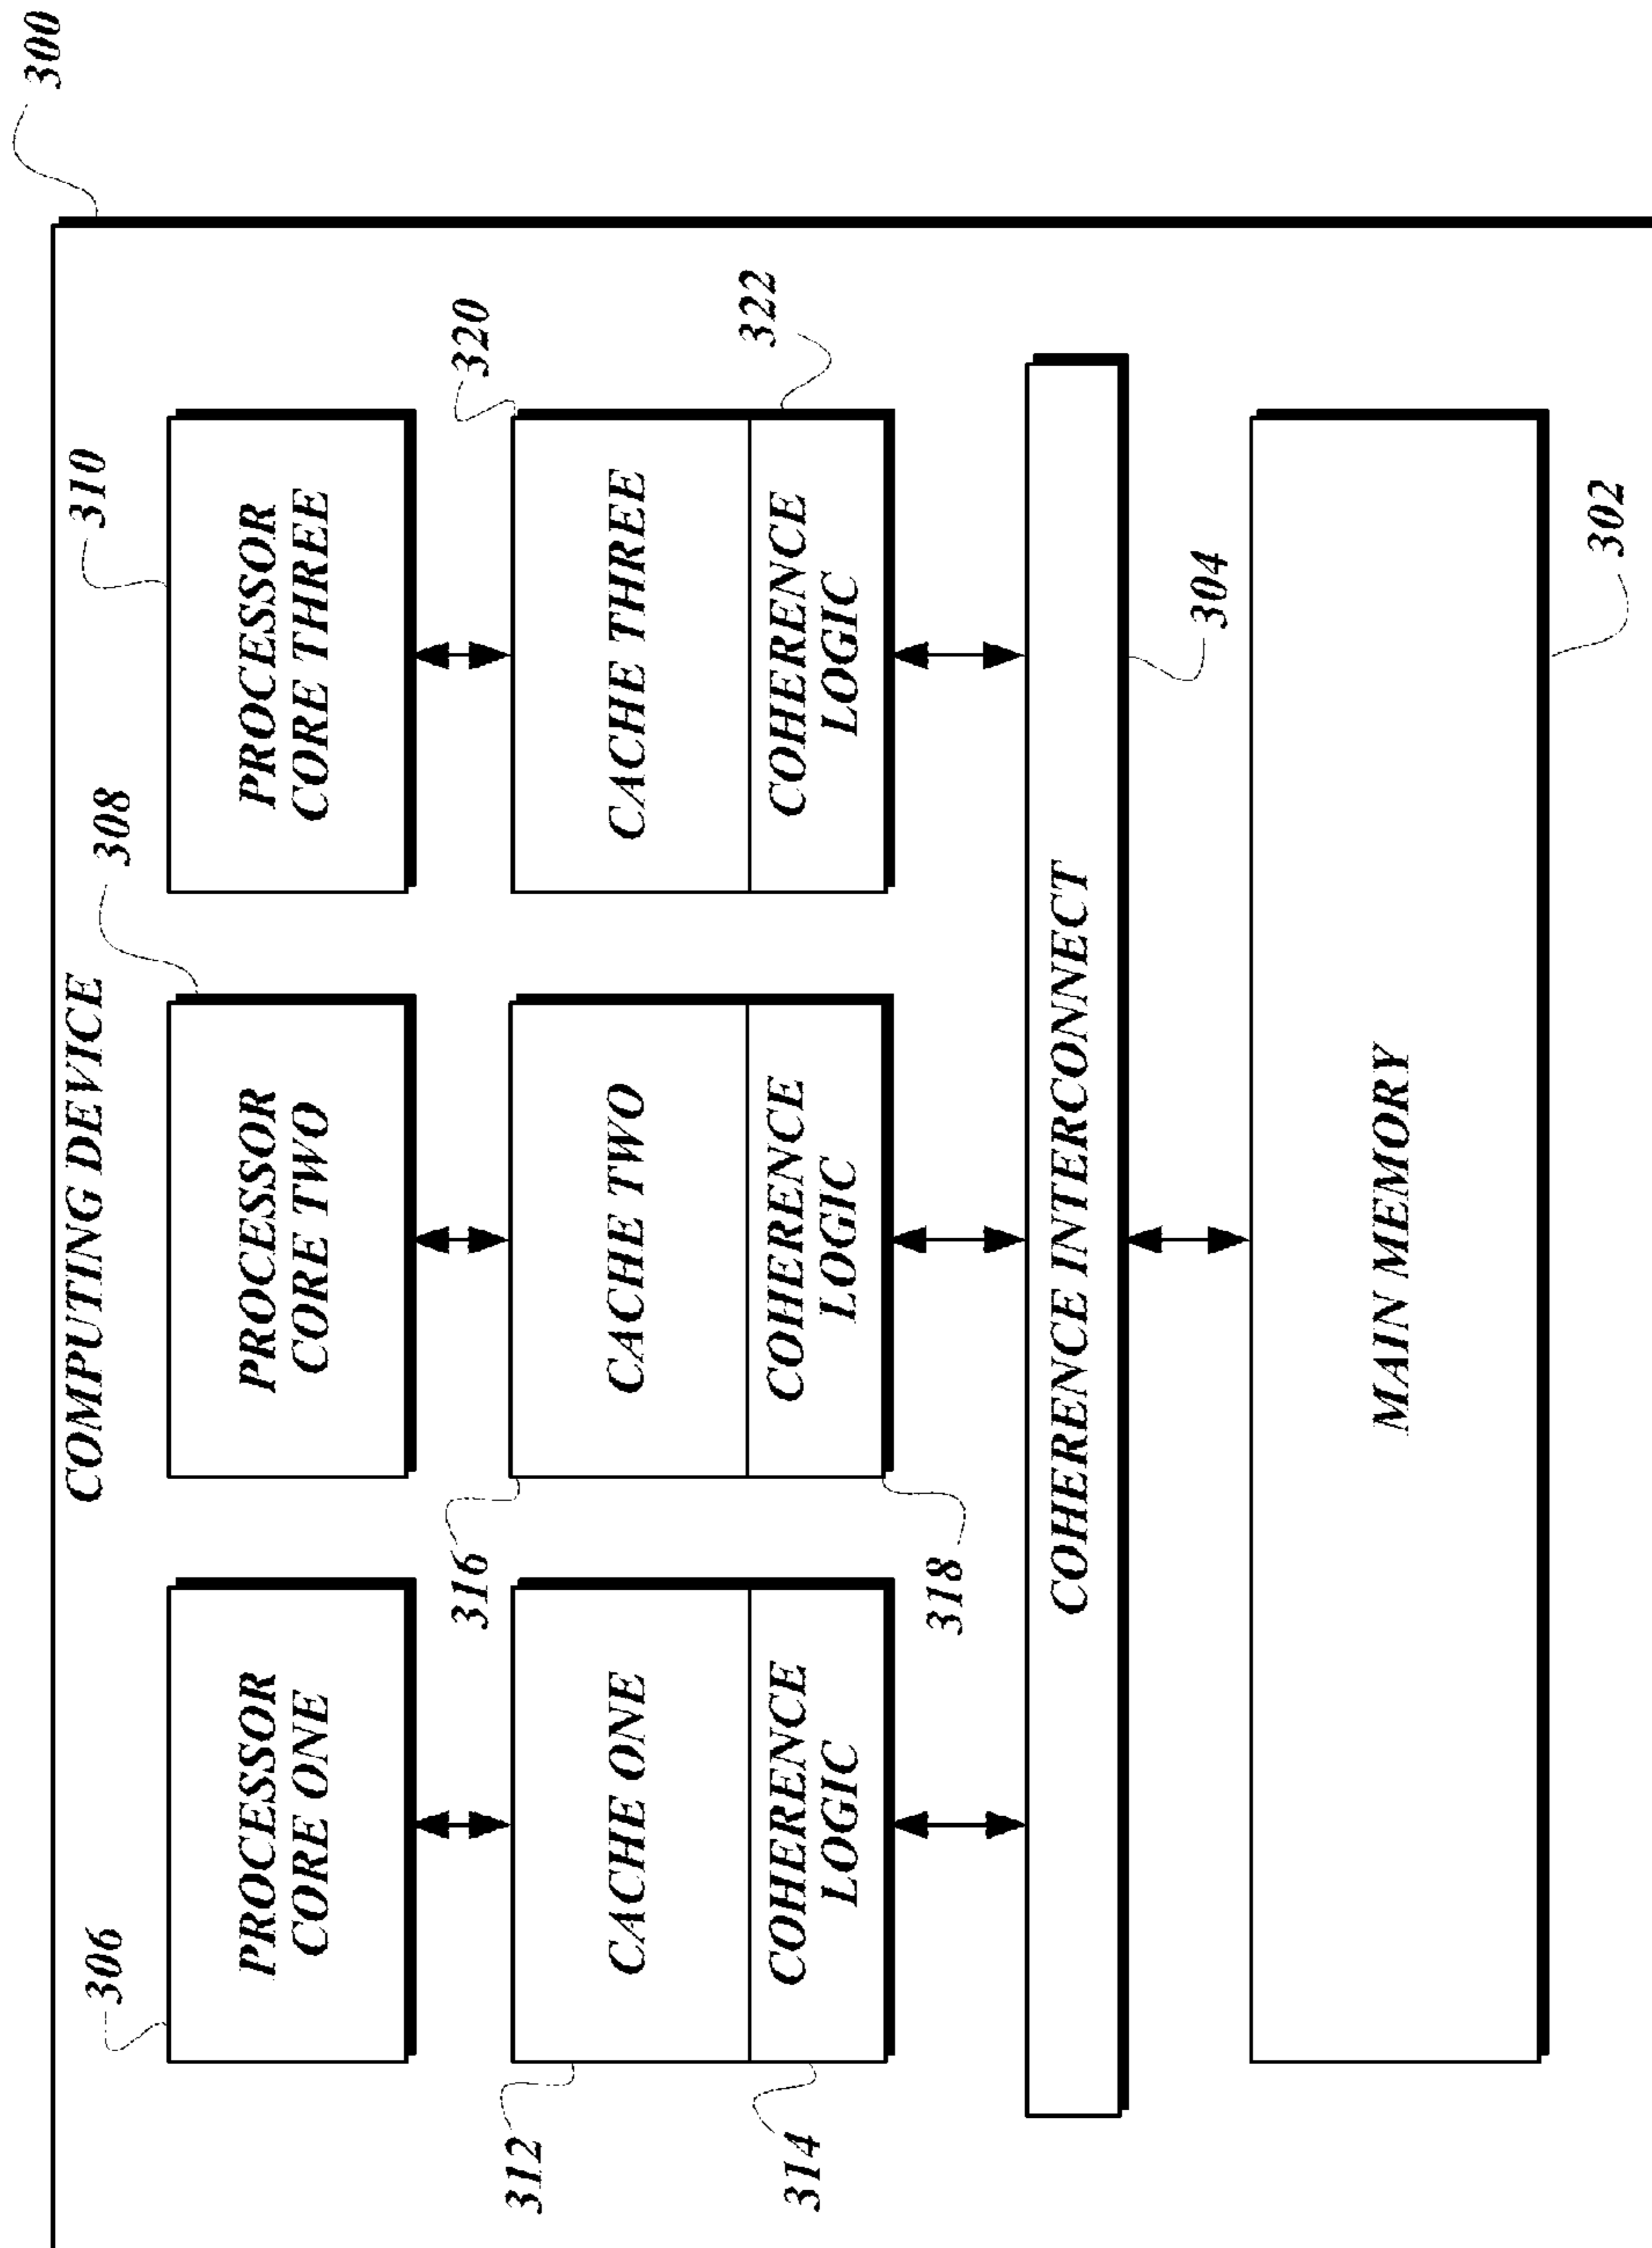 300
COMPUTING DEVICE
306
308
310
PROCESSOR
CORE ONE
PROCESSOR
CORE TWO
PROCESSOR
CORE THREE
312
316
320
CACHE ONE
CACHE TWO
CACHE THREE
314
318
322
COHERENCE
LOGIC
COHERENCE
LOGIC
COHERENCE
LOGIC
COHERENCE INTERCONNECT
304
MAIN MEMORY
302